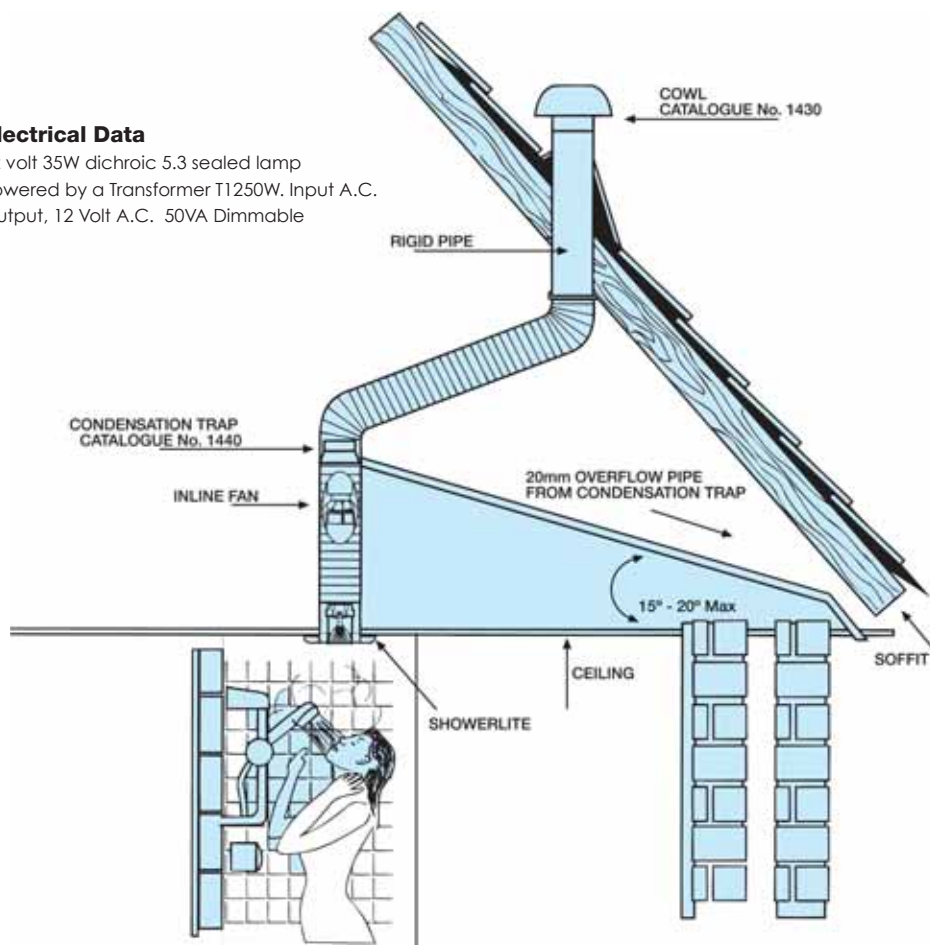 lectrical Data
volt 35W dichroic 5.3 sealed lamp
owered by a Transformer T1250W. Input A.C.
utput, 12 Volt A.C. 50VA Dimmable
COWL
CATALOGUE No. 1430
RIGID PIPE
CONDENSATION TRAP
CATALOGUE No. 1440
INLINE FAN
20mm OVERFLOW PIPE
FROM CONDENSATION TRAP
15º - 20º Max
SOFFIT
CEILING
SHOWERLITE